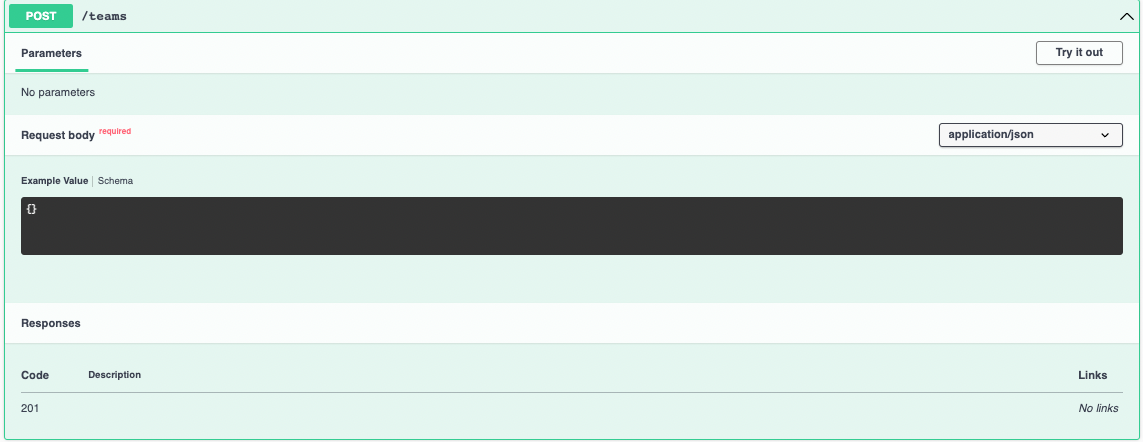 POST /teams
Parameters Try it out
No parameters
Request body required application/json
Example Value Schema
{}
Responses
Code Description Links
201 No links